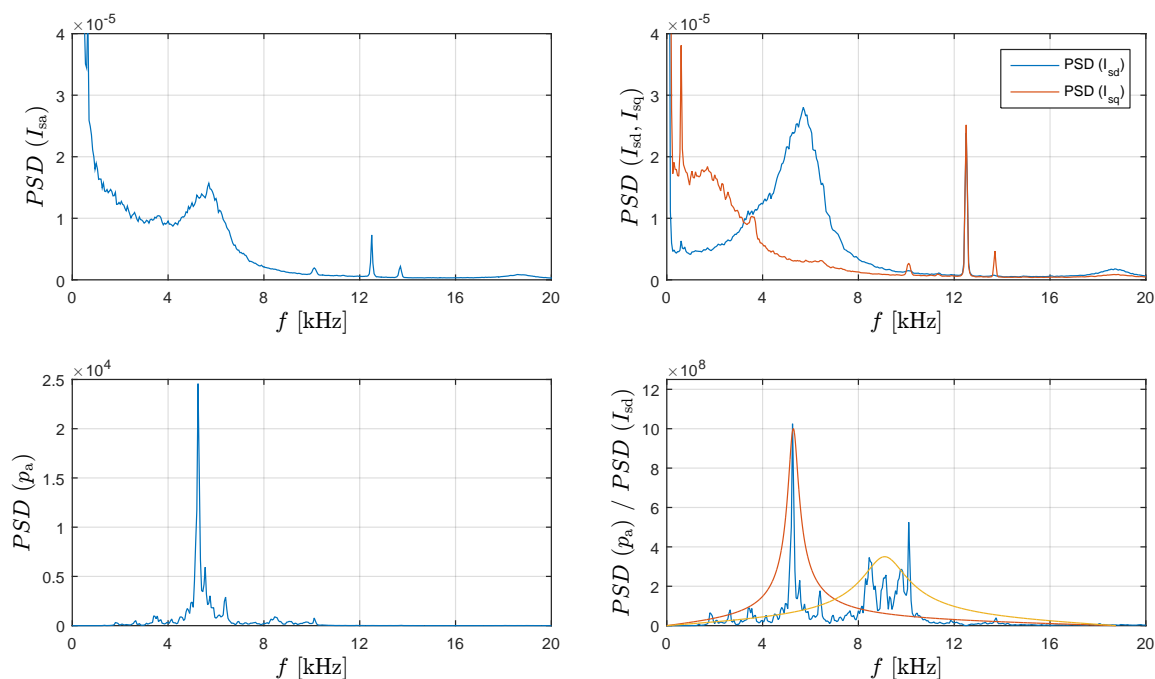 ×10^-5
4
3
2
1
0
PSD (I_sa)
0 4 8 12 16 20
f [kHz]
×10^-5
4
3
2
1
0
PSD (I_sd, I_sq)
PSD (I_sd)
PSD (I_sq)
0 4 8 12 16 20
f [kHz]
×10^4
2.5
2
1.5
1
0.5
0
PSD (p_a)
0 4 8 12 16 20
f [kHz]
×10^8
12
10
8
6
4
2
0
PSD (p_a) / PSD (I_sd)
0 4 8 12 16 20
f [kHz]